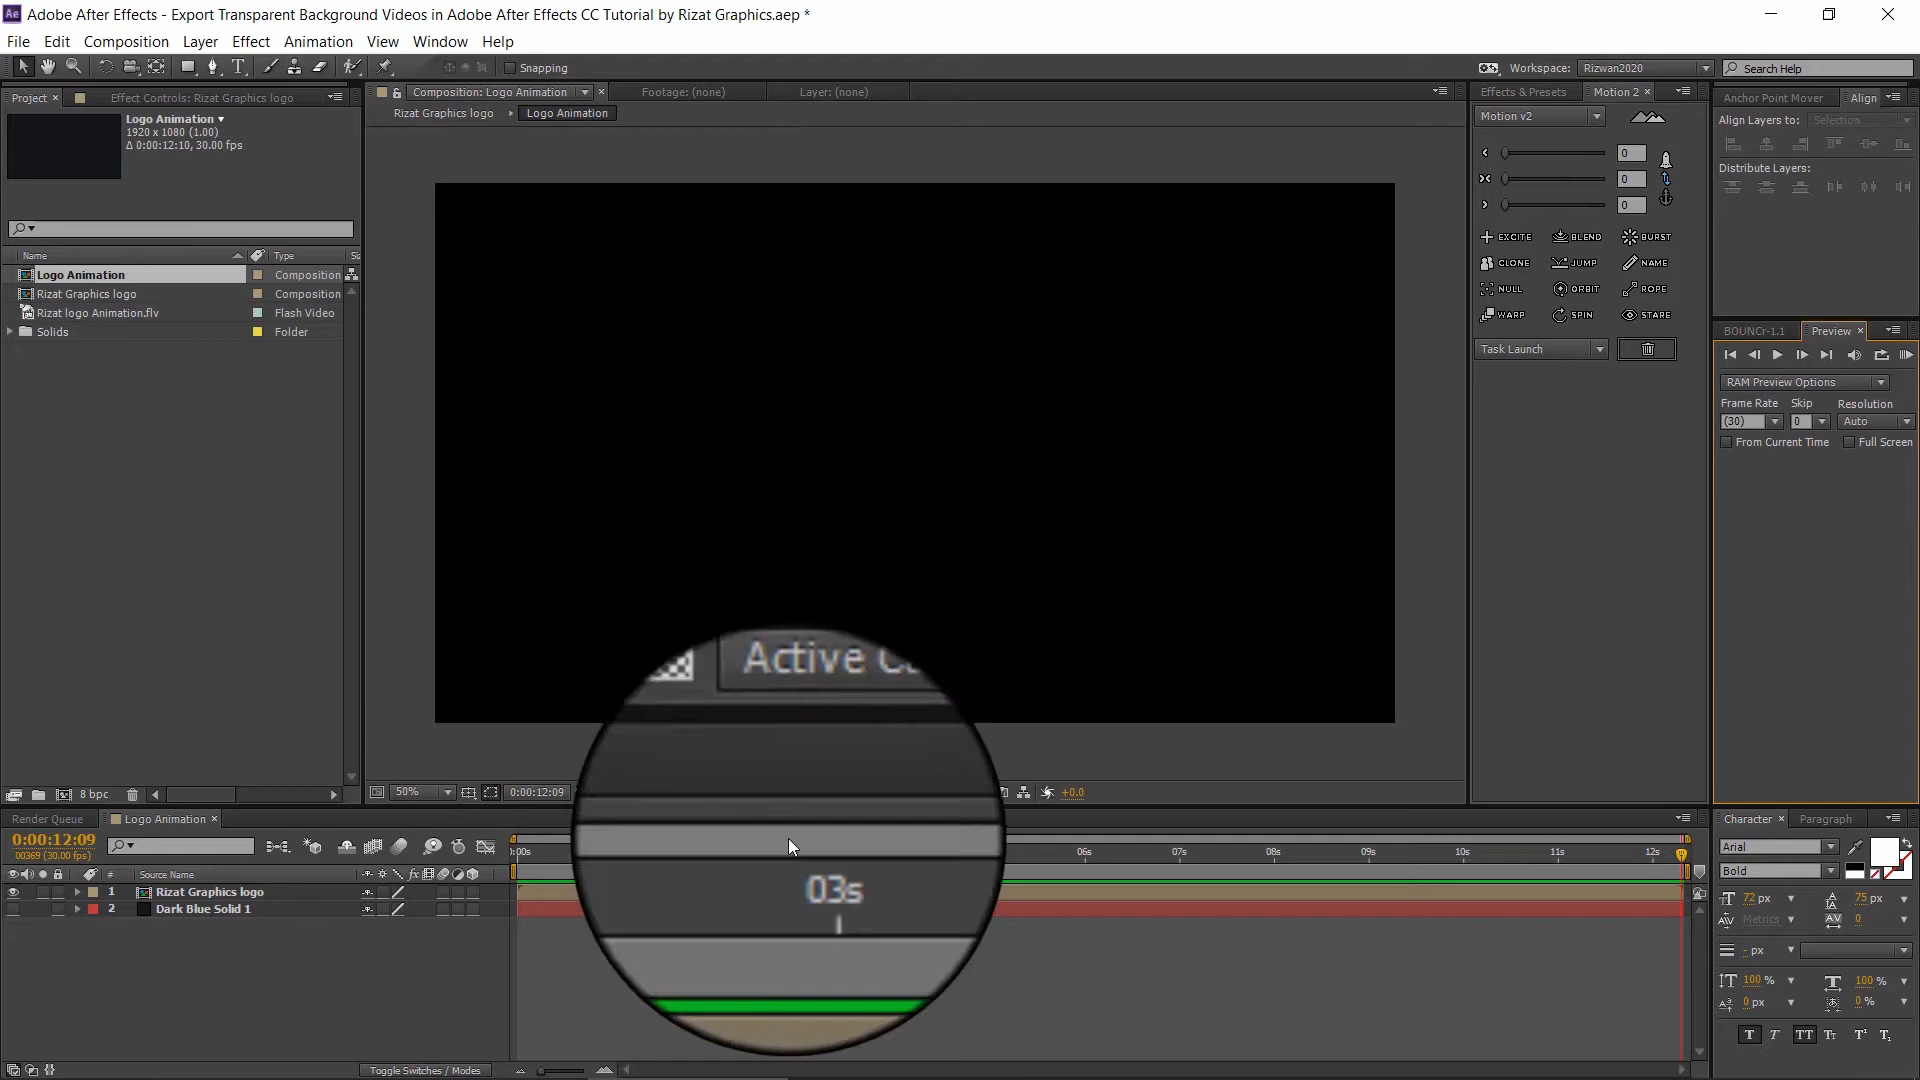 Adobe After Effects - Export Transparent Background Videos in Adobe After Effects CC Tutorial by Rizat Graphics.aep *
File Edit Composition Layer Effect Animation View Window Help
Snapping
Workspace: Rizwan2020
Search Help
Project
Effect Controls: Rizat Graphics logo
Composition: Logo Animation
Footage: (none)
Layer: (none)
Rizat Graphics logo
Logo Animation
Logo Animation
1920 x 1080 (1.00)
Δ 0:00:12:10, 30.00 fps
Name Type
Logo Animation Composition
Rizat Graphics logo Composition
Rizat logo Animation.flv Flash Video
Solids Folder
8 bpc
Active
50%
0:00:12:09
+0.0
Effects & Presets
Motion 2
Motion v2
0
0
0
EXCITE BLEND BURST
CLONE JUMP NAME
NULL ORBIT ROPE
WARP SPIN STARE
Task Launch
Anchor Point Mover
Align
Align Layers to: Selection
Distribute Layers:
BOUNCr-1.1
Preview
RAM Preview Options
Frame Rate Skip Resolution
(30) 0 Auto
From Current Time Full Screen
Render Queue
Logo Animation
0:00:12:09
00369 (30.00 fps)
# Source Name
1 Rizat Graphics logo
2 Dark Blue Solid 1
03s
06s 07s 08s 09s 10s 11s 12s
Toggle Switches / Modes
Character
Paragraph
Arial
Bold
72 px 75 px
Metrics 0
- px
100 % 100 %
0 px 0 %